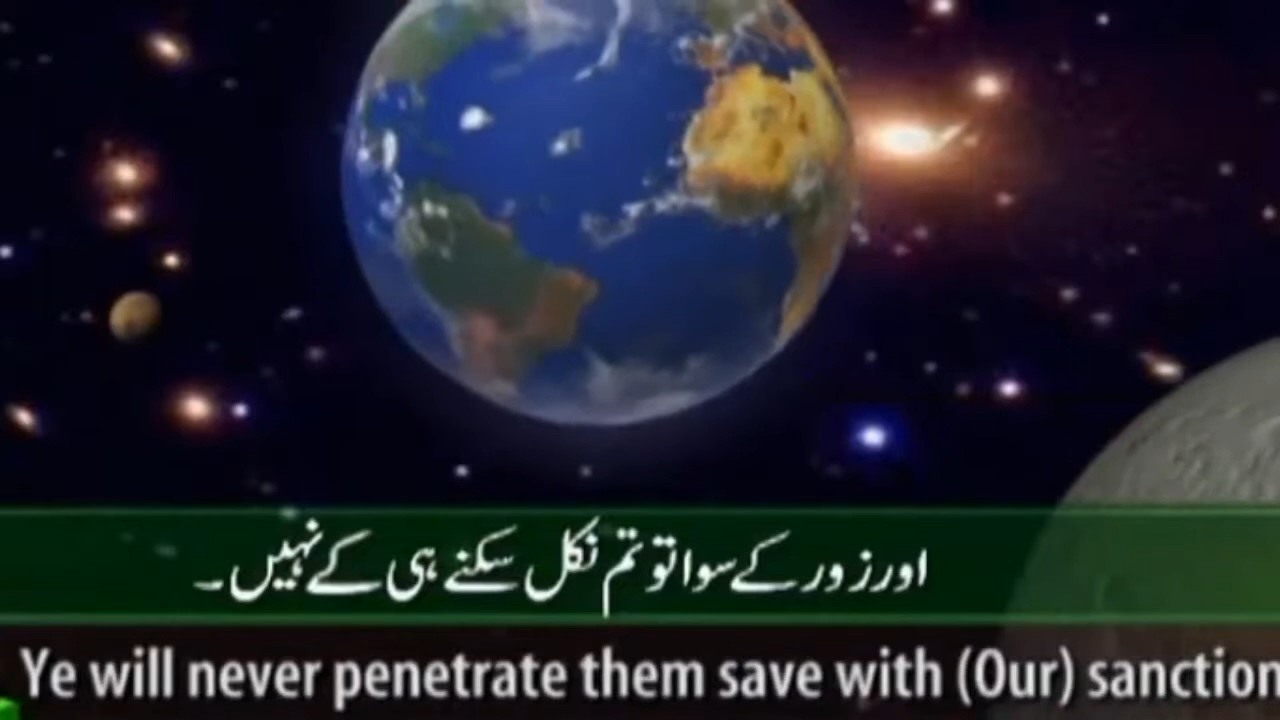 اور زور کے سوا تو تم نکل سکنے ہی کے نہیں۔
Ye will never penetrate them save with (Our) sanction